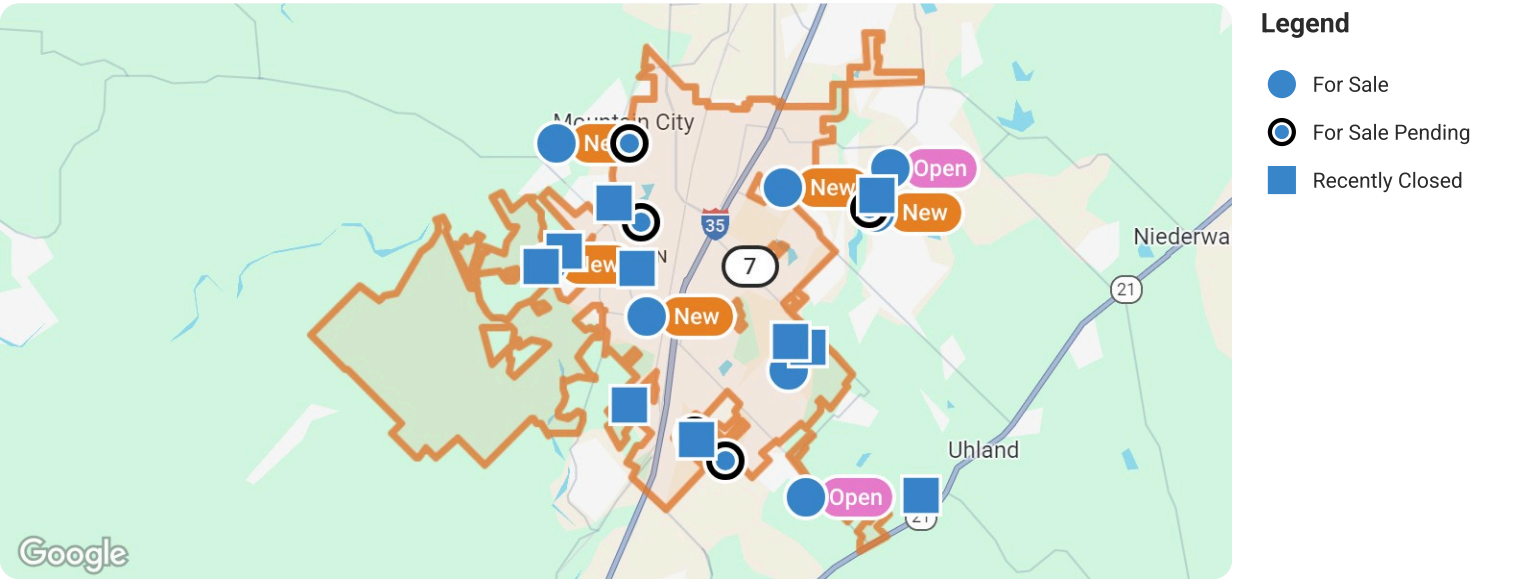 Legend
For Sale
For Sale Pending
Recently Closed
Mountain City
Ne
Open
New
New
35
Niederwa
New
N
7
21
New
Uhland
Open
21
Google